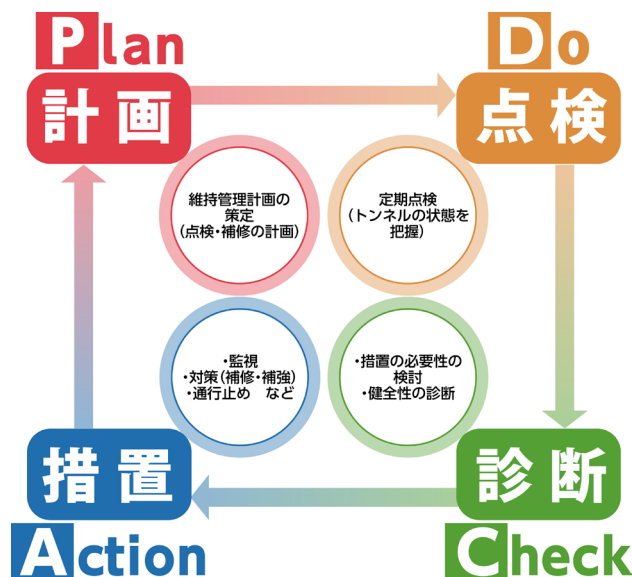 Plan
計画
Do
点検
維持管理計画の
策定
(点検・補修の計画)
定期点検
(トンネルの状態を
把握)
・監視
・対策(補修・補強)
・通行止め　など
・措置の必要性の
検討
・健全性の診断
措置
Action
診断
Check